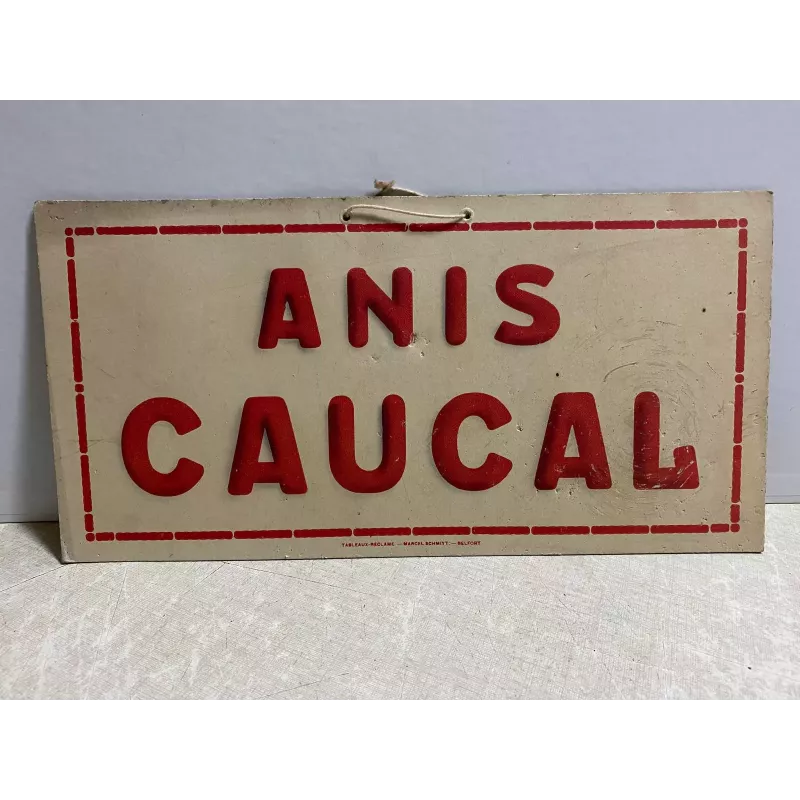 ANIS
CAUCAL
TABLEAUX-RÉCLAME — MARCEL SCHMITT — BELFORT